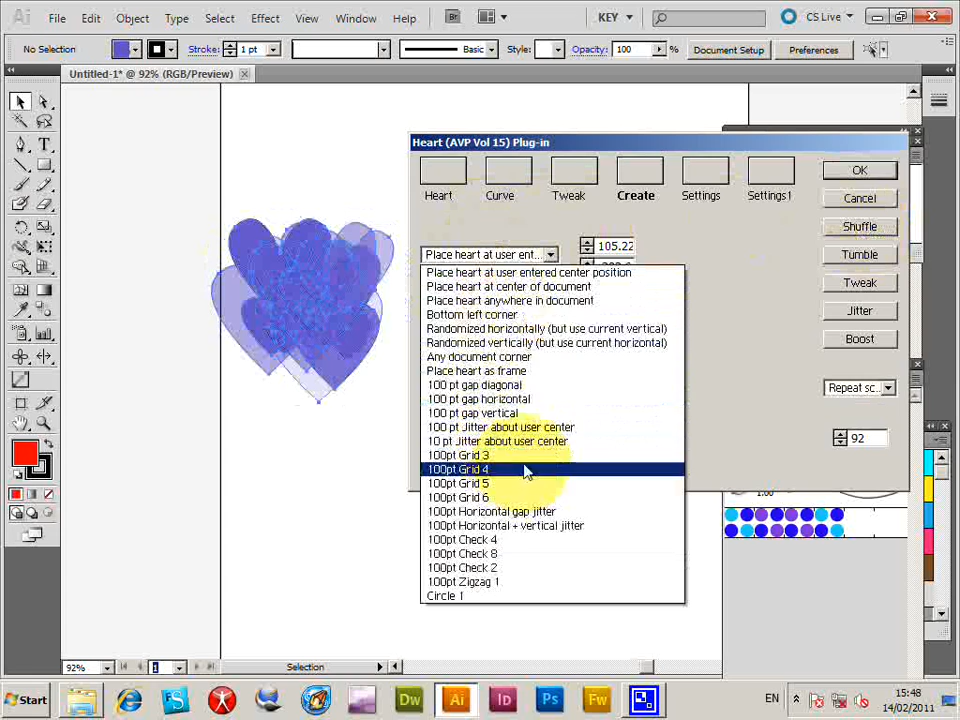 Ai File Edit Object Type Select Effect View Window Help Br KEY CS Live
No Selection Stroke: 1 pt Basic Style: Opacity: 100 % Document Setup Preferences
Untitled-1* @ 92% (RGB/Preview)
Heart (AVP Vol 15) Plug-in
Heart Curve Tweak Create Settings Settings1
OK
Cancel
Shuffle
Tumble
Tweak
Jitter
Boost
Repeat sc...
92
105.22
Place heart at user ent...
Place heart at user entered center position
Place heart at center of document
Place heart anywhere in document
Bottom left corner
Randomized horizontally (but use current vertical)
Randomized vertically (but use current horizontal)
Any document corner
Place heart as frame
100 pt gap diagonal
100 pt gap horizontal
100 pt gap vertical
100 pt Jitter about user center
10 pt Jitter about user center
100pt Grid 3
100pt Grid 4
100pt Grid 5
100pt Grid 6
100pt Horizontal gap jitter
100pt Horizontal + vertical jitter
100pt Check 4
100pt Check 8
100pt Check 2
100pt Zigzag 1
Circle 1
1.00
92% 1 Selection
Start Dw Ai Id Ps Fw EN 15:48
14/02/2011